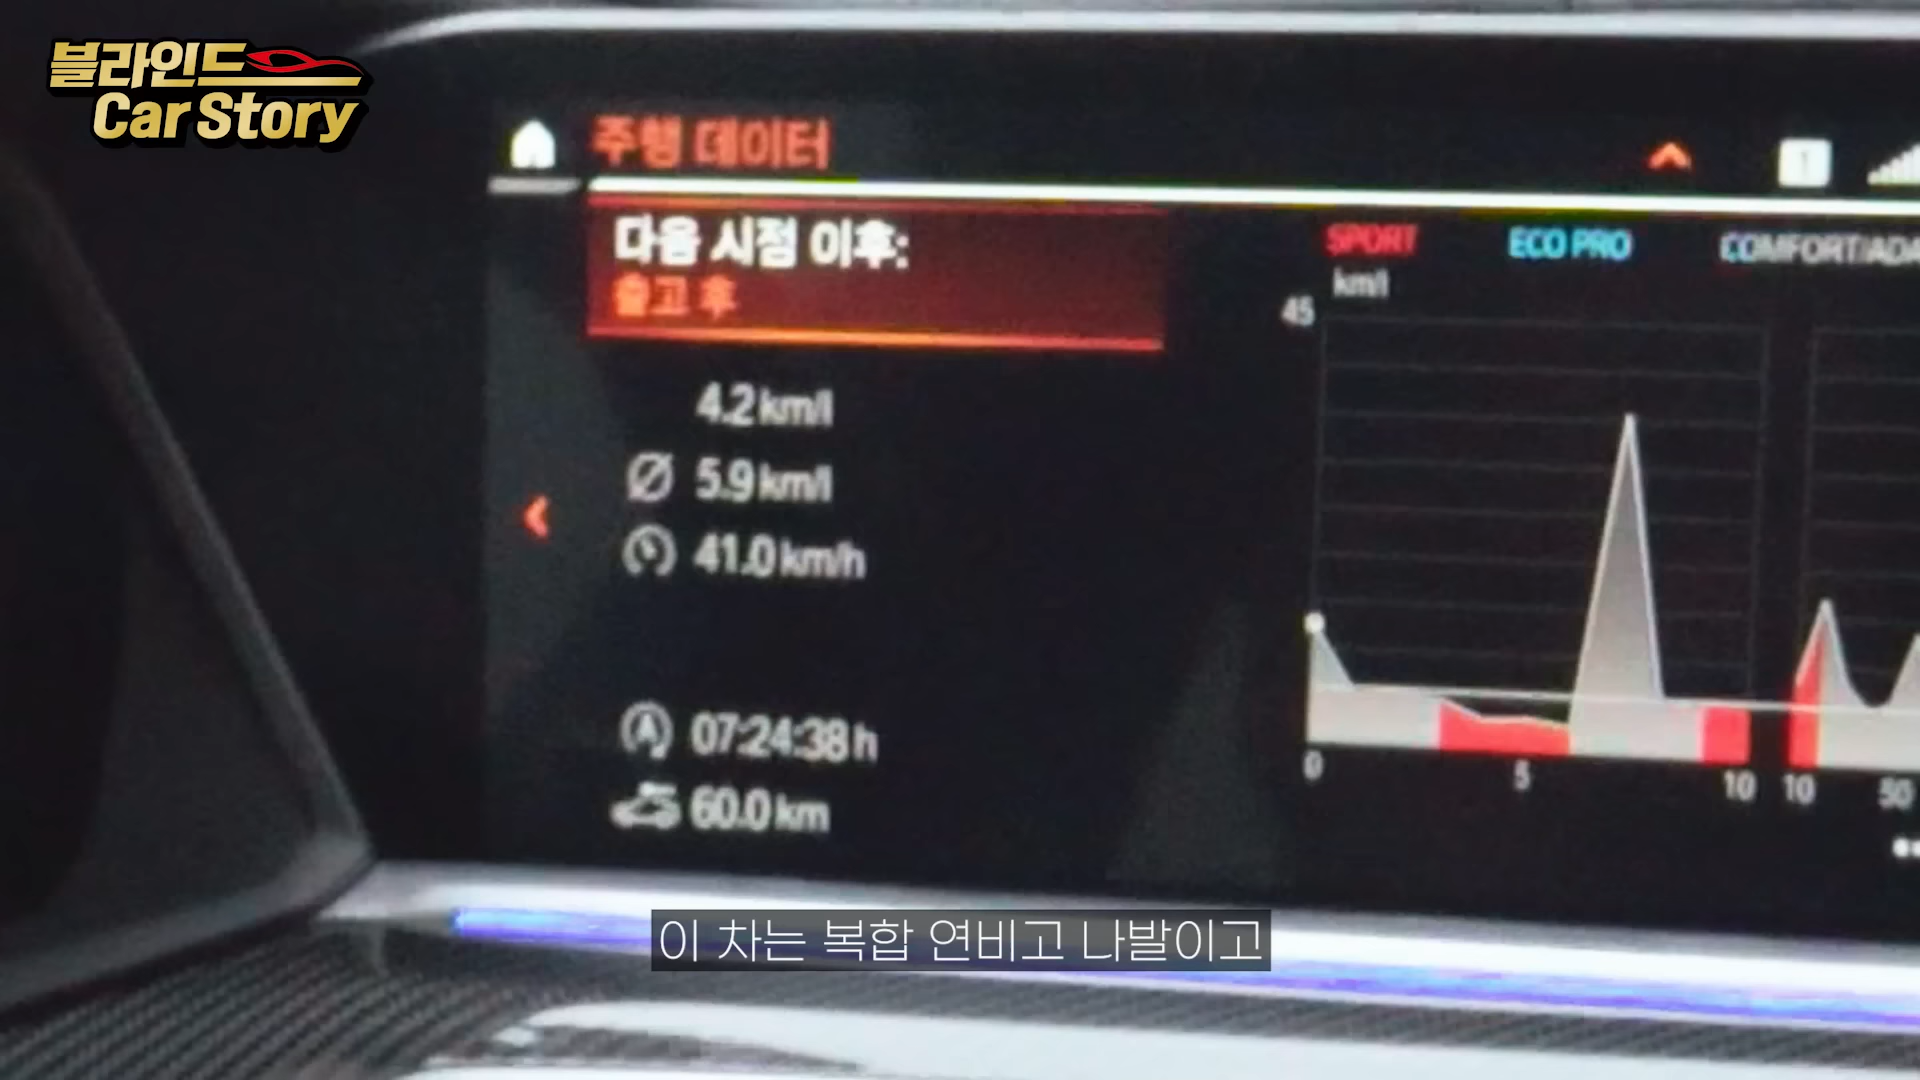 블라인드
Car Story
주행 데이터
1
다음 시점 이후:
출고 후
SPORT
ECO PRO
COMFORT/ADA
km/l
45
4.2 km/l
5.9 km/l
41.0 km/h
A 07:24:38 h
60.0 km
0
5
10
10
50
이 차는 복합 연비고 나발이고